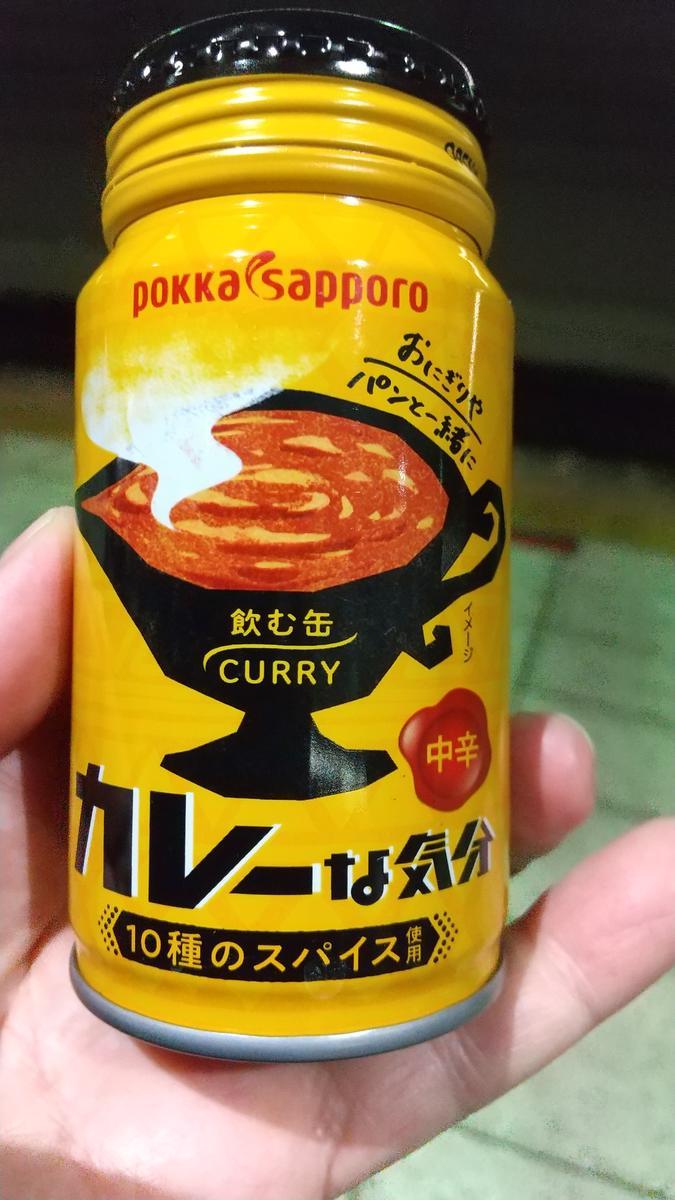 pokka sapporo
おにぎりや
パンと一緒に
飲む缶
CURRY
イメージ
中辛
カレーな気分
10種のスパイス使用